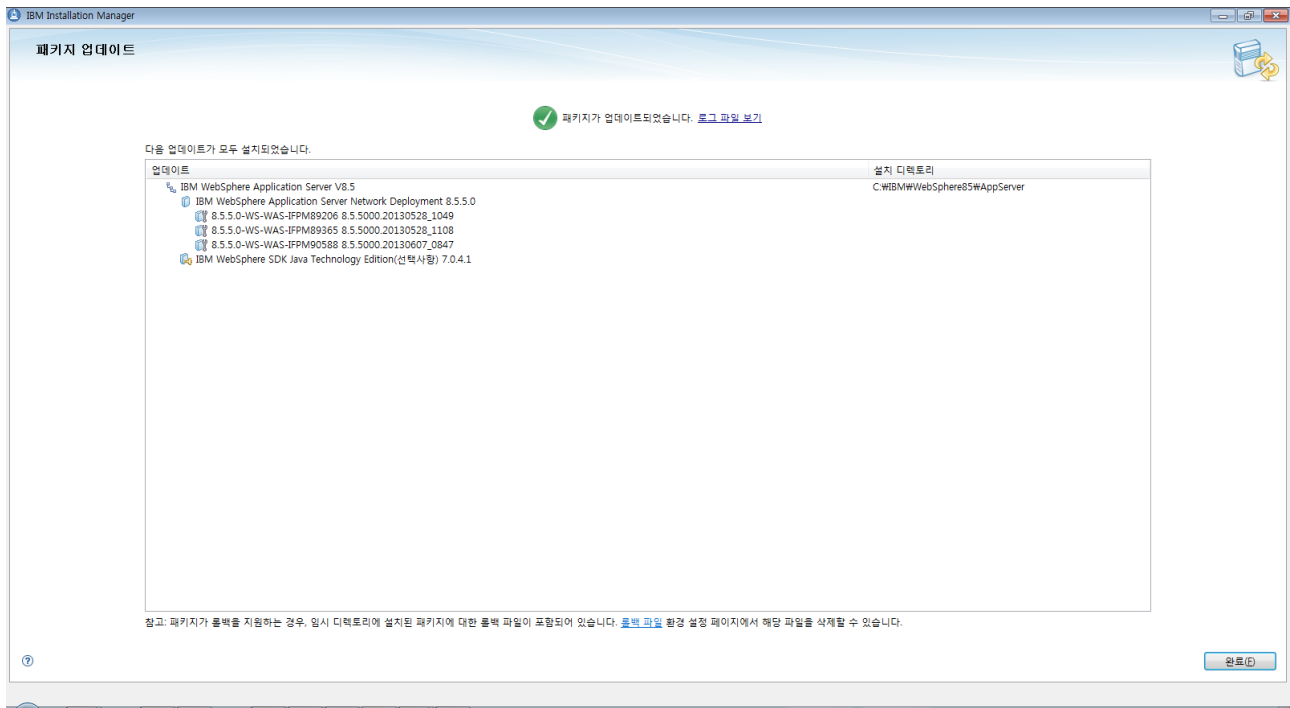 IBM Installation Manager
패키지 업데이트
패키지가 업데이트되었습니다. 로그 파일 보기
다음 업데이트가 모두 설치되었습니다.
업데이트 설치 디렉토리
IBM WebSphere Application Server V8.5 C:₩IBM₩WebSphere85₩AppServer
IBM WebSphere Application Server Network Deployment 8.5.5.0
8.5.5.0-WS-WAS-IFPM89206 8.5.5000.20130528_1049
8.5.5.0-WS-WAS-IFPM89365 8.5.5000.20130528_1108
8.5.5.0-WS-WAS-IFPM90588 8.5.5000.20130607_0847
IBM WebSphere SDK Java Technology Edition(선택사항) 7.0.4.1
참고: 패키지가 롤백을 지원하는 경우, 임시 디렉토리에 설치된 패키지에 대한 롤백 파일이 포함되어 있습니다. 롤백 파일 환경 설정 페이지에서 해당 파일을 삭제할 수 있습니다.
완료(F)